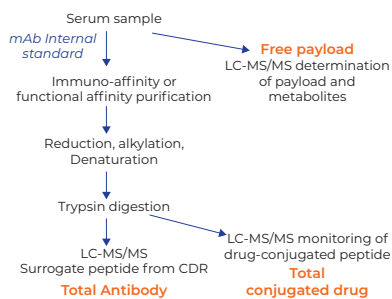 Serum sample
mAb Internal
standard
Free payload
LC-MS/MS determination
of payload and
metabolites
Immuno-affinity or
functional affinity purification
Reduction, alkylation,
Denaturation
Trypsin digestion
LC-MS/MS
Surrogate peptide from CDR
Total Antibody
LC-MS/MS monitoring of
drug-conjugated peptide
Total
conjugated drug